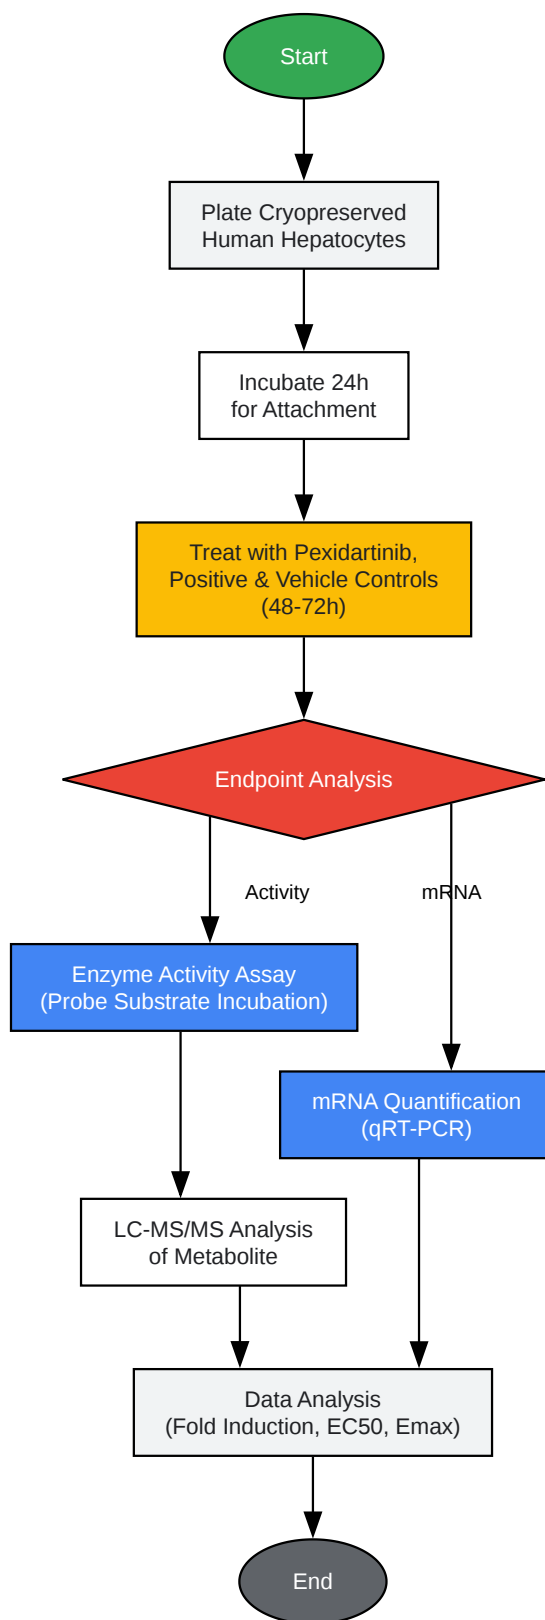 Start
Plate Cryopreserved
Human Hepatocytes
Incubate 24h
for Attachment
Treat with Pexidartinib,
Positive & Vehicle Controls
(48-72h)
Endpoint Analysis
Activity
mRNA
Enzyme Activity Assay
(Probe Substrate Incubation)
mRNA Quantification
(qRT-PCR)
LC-MS/MS Analysis
of Metabolite
Data Analysis
(Fold Induction, EC50, Emax)
End